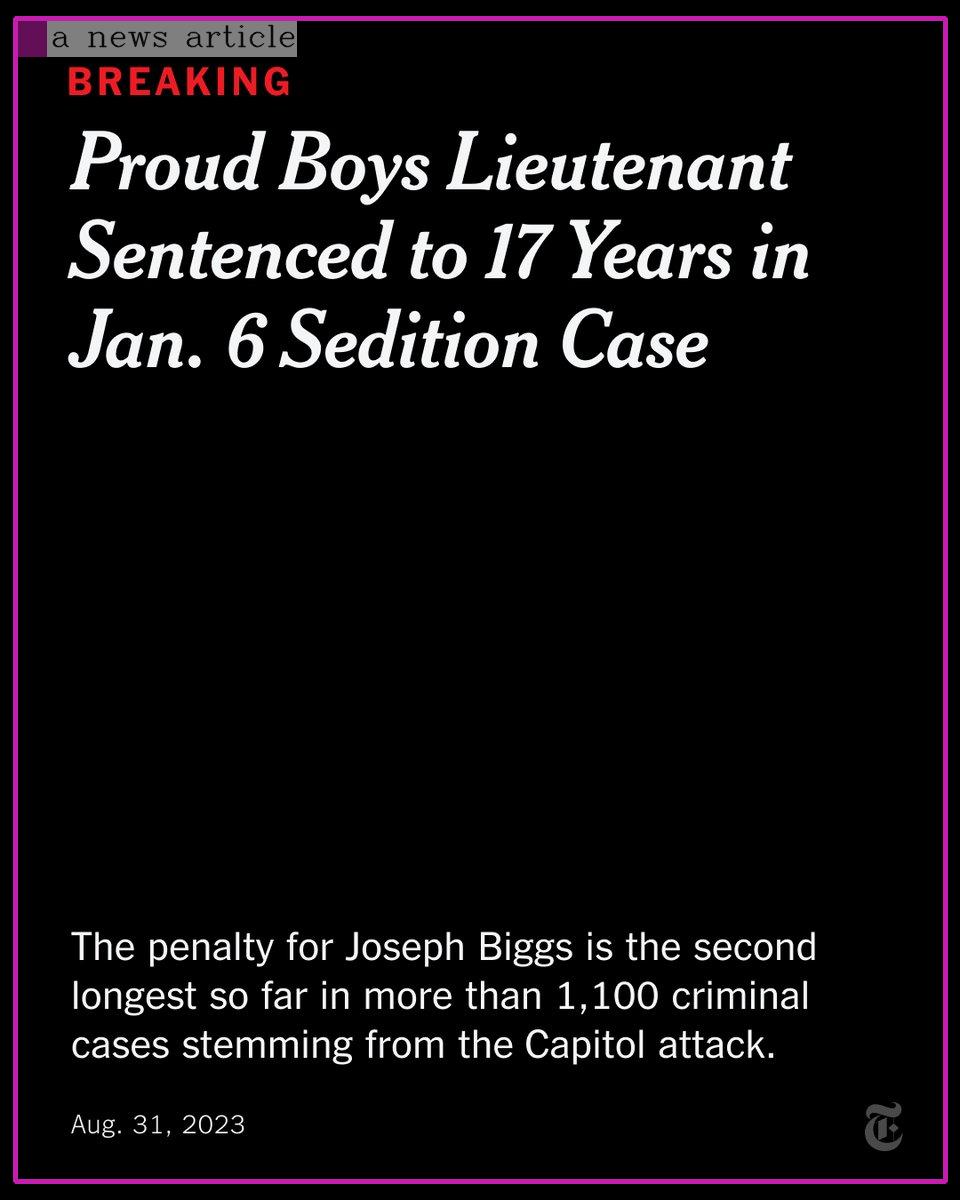 a news article
BREAKING
Proud Boys Lieutenant
Sentenced to 17 Years in
Jan. 6 Sedition Case
The penalty for Joseph Biggs is the second
longest so far in more than 1,100 criminal
cases stemming from the Capitol attack.
Aug. 31, 2023
T